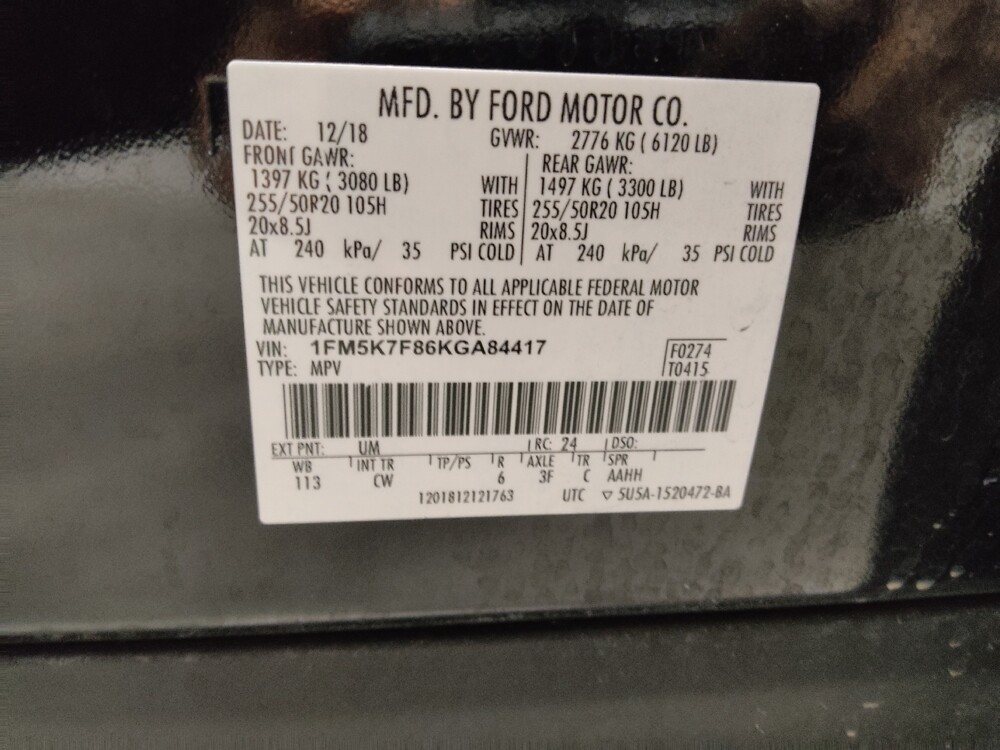 MFD. BY FORD MOTOR CO.
DATE: 12/18 GVWR: 2776 KG ( 6120 LB)
FRONT GAWR: REAR GAWR:
1397 KG ( 3080 LB) WITH 1497 KG ( 3300 LB) WITH
255/50R20 105H TIRES 255/50R20 105H TIRES
20x8.5J RIMS 20x8.5J RIMS
AT 240 kPa/ 35 PSI COLD AT 240 kPa/ 35 PSI COLD
THIS VEHICLE CONFORMS TO ALL APPLICABLE FEDERAL MOTOR
VEHICLE SAFETY STANDARDS IN EFFECT ON THE DATE OF
MANUFACTURE SHOWN ABOVE.
VIN: 1FM5K7F86KGA84417 F0274
TYPE: MPV T0415
EXT PNT: UM RC: 24 DSO:
WB INT TR TP/PS R AXLE TR SPR
113 CW 6 3F C AAHH
1201812121763 UTC ▽ 5U5A-1520472-BA